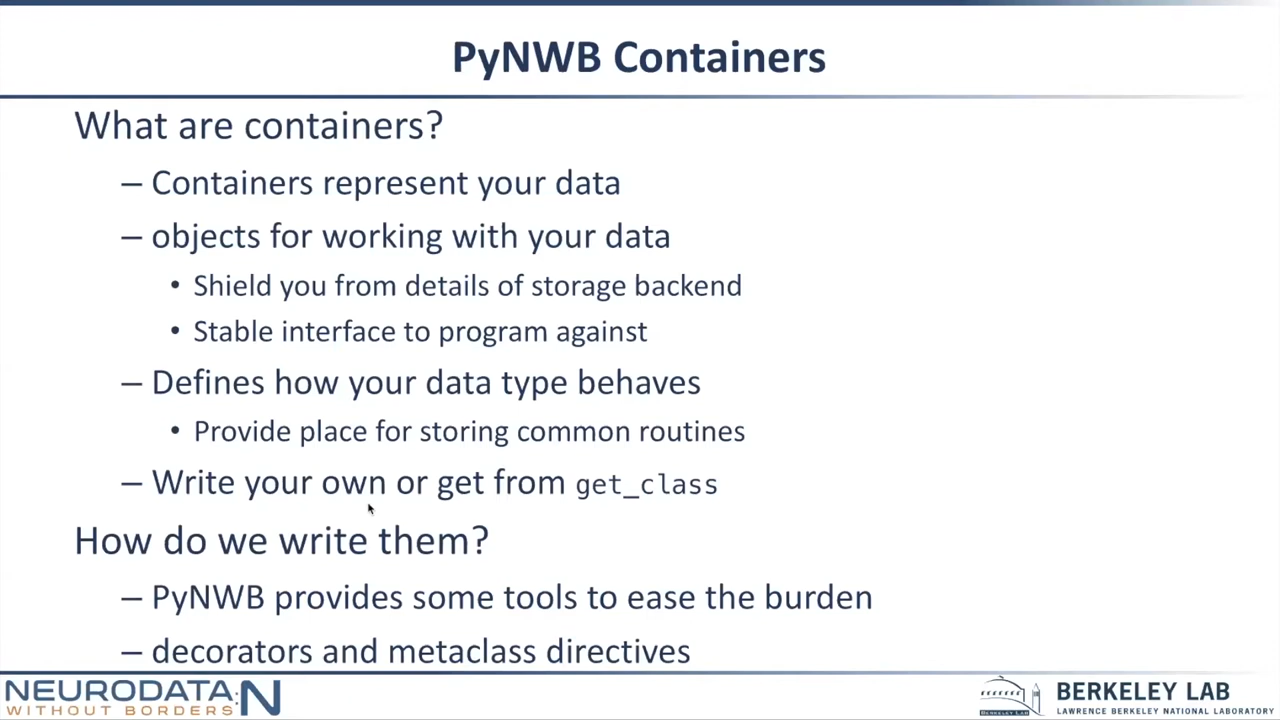 PyNWB Containers
What are containers?
– Containers represent your data
– objects for working with your data
• Shield you from details of storage backend
• Stable interface to program against
– Defines how your data type behaves
• Provide place for storing common routines
– Write your own or get from get_class
How do we write them?
– PyNWB provides some tools to ease the burden
– decorators and metaclass directives
NEURODATA
WITHOUT BORDERS
N
BERKELEY LAB
BERKELEY LAB
LAWRENCE BERKELEY NATIONAL LABORATORY